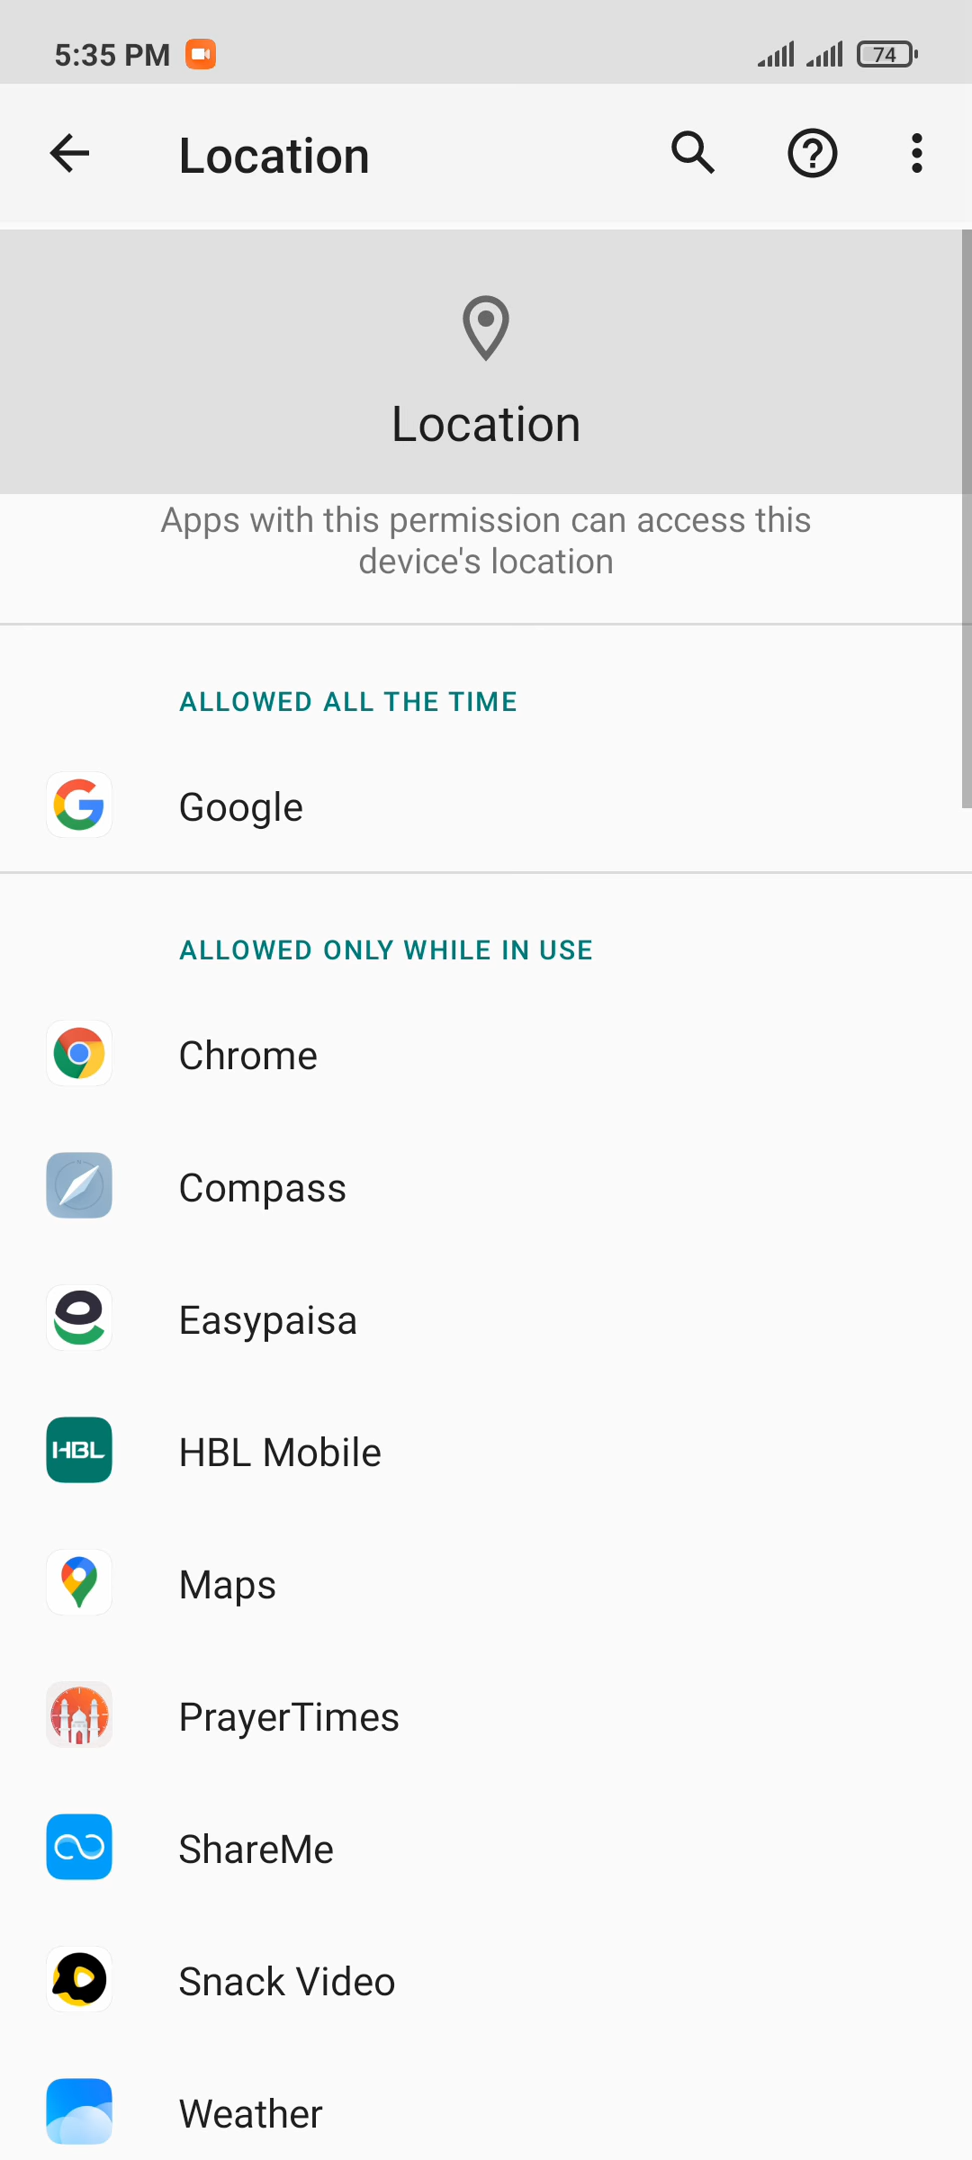 5:35 PM
74
Location
Location
Apps with this permission can access this
device's location
ALLOWED ALL THE TIME
Google
ALLOWED ONLY WHILE IN USE
Chrome
Compass
Easypaisa
HBL
HBL Mobile
Maps
PrayerTimes
ShareMe
Snack Video
Weather